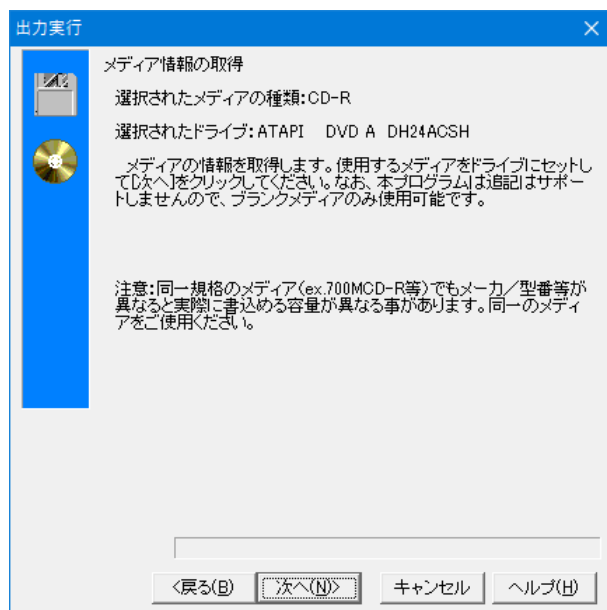 出力実行
メディア情報の取得
選択されたメディアの種類:CD-R
選択されたドライブ:ATAPI DVD A DH24ACSH
メディアの情報を取得します。使用するメディアをドライブにセットし
て[次へ]をクリックしてください。なお、本プログラムは追記はサポー
トしませんので、ブランクメディアのみ使用可能です。
注意:同一規格のメディア(ex.700MCD-R等)でもメーカ/型番等が
異なると実際に書込める容量が異なる事があります。同一のメディ
アをご使用ください。
<戻る(B) 次へ(N)> キャンセル ヘルプ(H)